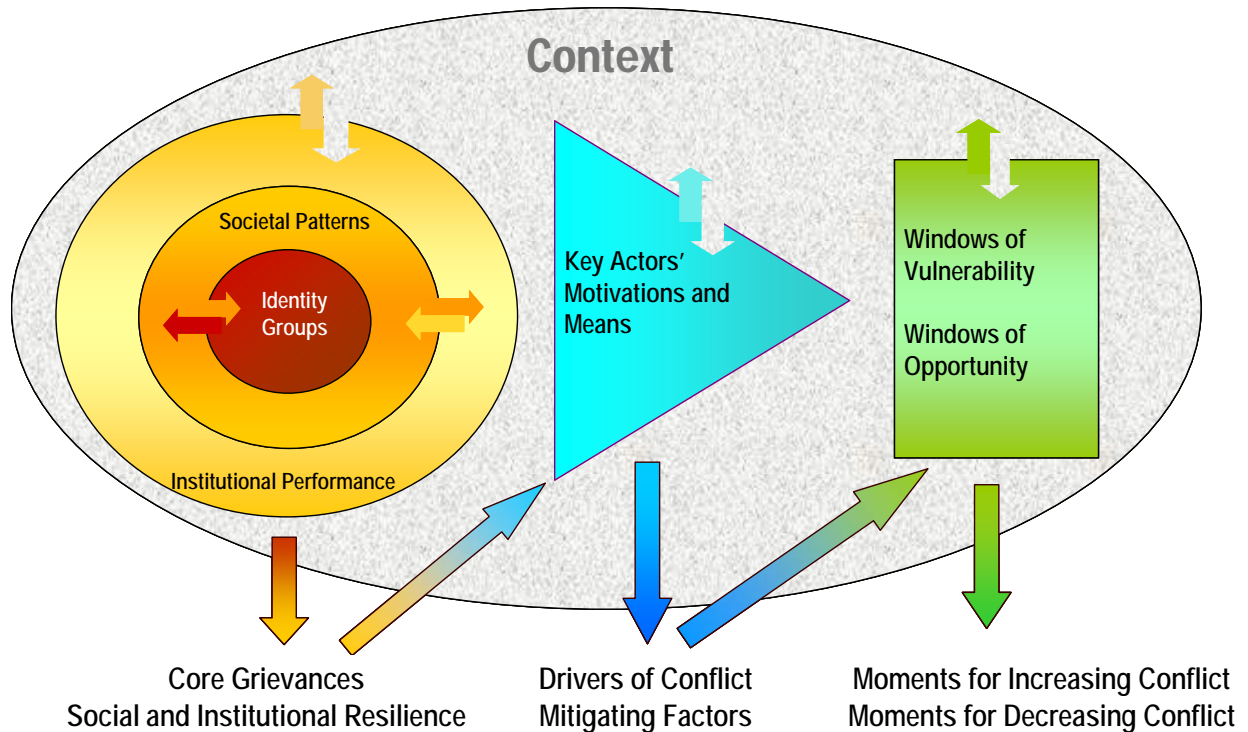 Context
Societal Patterns
Identity
Groups
Institutional Performance
Key Actors’
Motivations and
Means
Windows of
Vulnerability
Windows of
Opportunity
Core Grievances
Social and Institutional Resilience
Drivers of Conflict
Mitigating Factors
Moments for Increasing Conflict
Moments for Decreasing Conflict